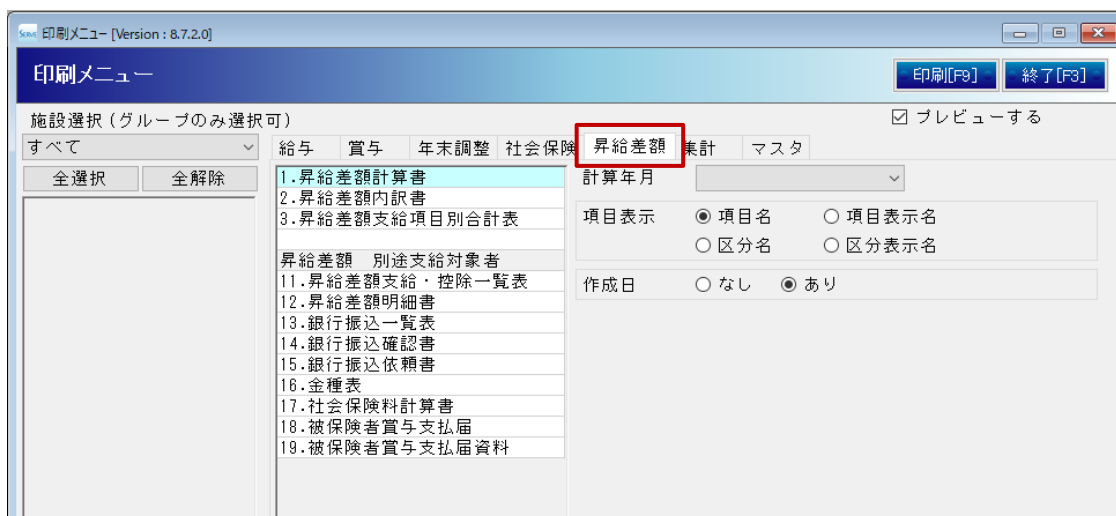 Serve 印刷メニュー [Version : 8.7.2.0]
印刷メニュー
印刷[F9] 終了[F3]
施設選択(グループのみ選択可)
プレビューする
すべて
給与 賞与 年末調整 社会保険 昇給差額 集計 マスタ
全選択 全解除
1.昇給差額計算書
2.昇給差額内訳書
3.昇給差額支給項目別合計表
昇給差額 別途支給対象者
11.昇給差額支給・控除一覧表
12.昇給差額明細書
13.銀行振込一覧表
14.銀行振込確認書
15.銀行振込依頼書
16.金種表
17.社会保険料計算書
18.被保険者賞与支払届
19.被保険者賞与支払届資料
計算年月
項目表示 項目名 項目表示名
区分名 区分表示名
作成日 なし あり